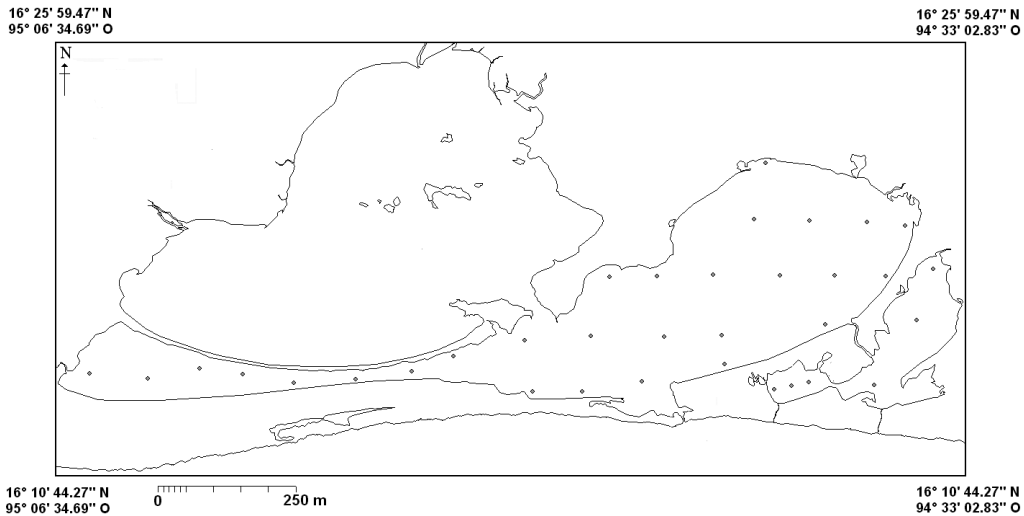 16° 25' 59.47" N
95° 06' 34.69" O
16° 25' 59.47" N
94° 33' 02.83" O
N
16° 10' 44.27" N
95° 06' 34.69" O
0 250 m
16° 10' 44.27" N
94° 33' 02.83" O